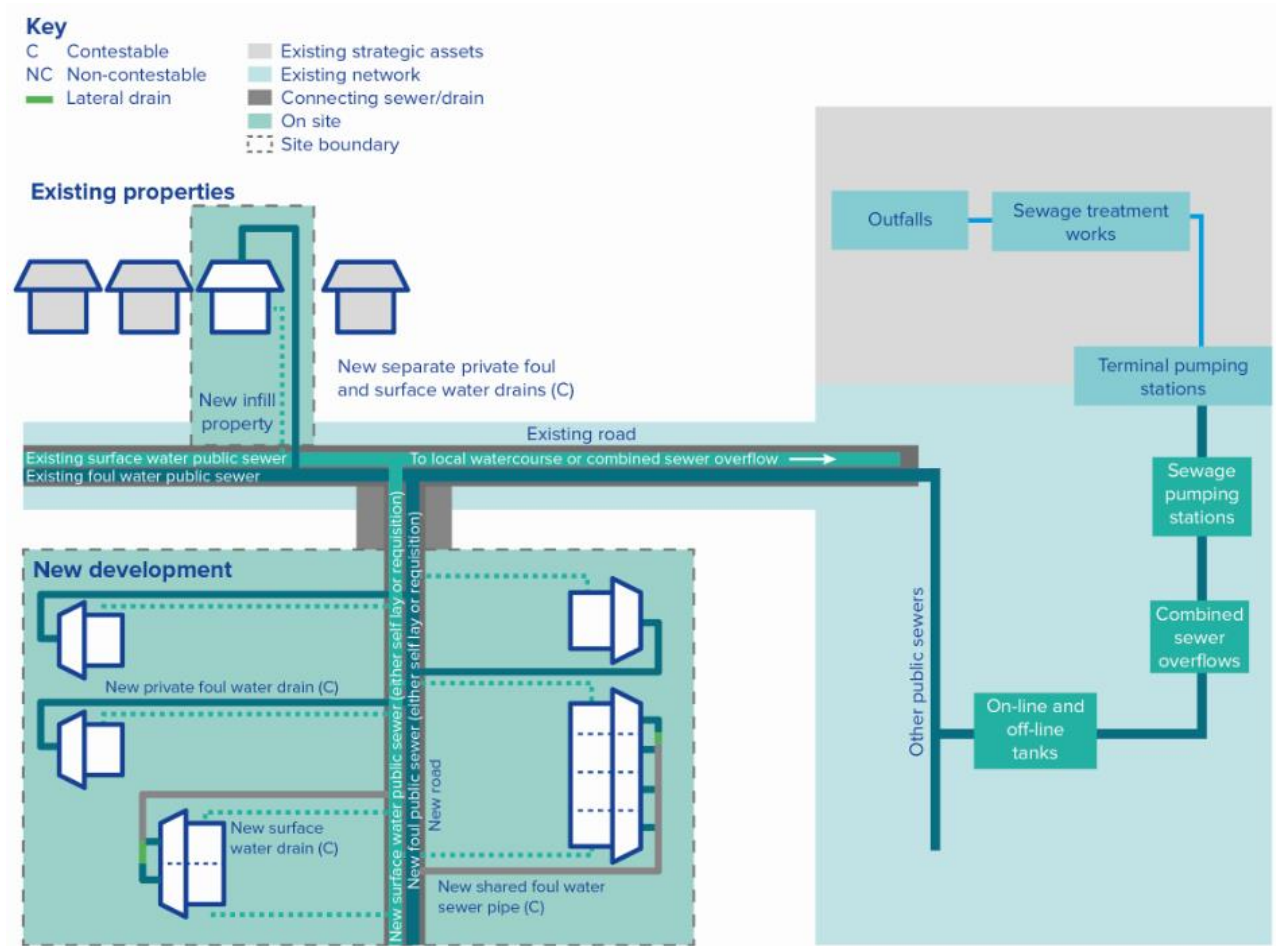 Key
C Contestable
NC Non-contestable
Lateral drain
Existing strategic assets
Existing network
Connecting sewer/drain
On site
Site boundary
Existing properties
New infill
property
New separate private foul
and surface water drains (C)
Existing road
Existing surface water public sewer
To local watercourse or combined sewer overflow
Existing foul water public sewer
Outfalls
Sewage treatment
works
Terminal pumping
stations
Sewage
pumping
stations
Combined
sewer
overflows
On-line and
off-line
tanks
Other public sewers
New development
New private foul water drain (C)
New surface
water drain (C)
New surface water public sewer (either self lay or requisition)
New foul public sewer (either self lay or requisition)
New road
New shared foul water
sewer pipe (C)